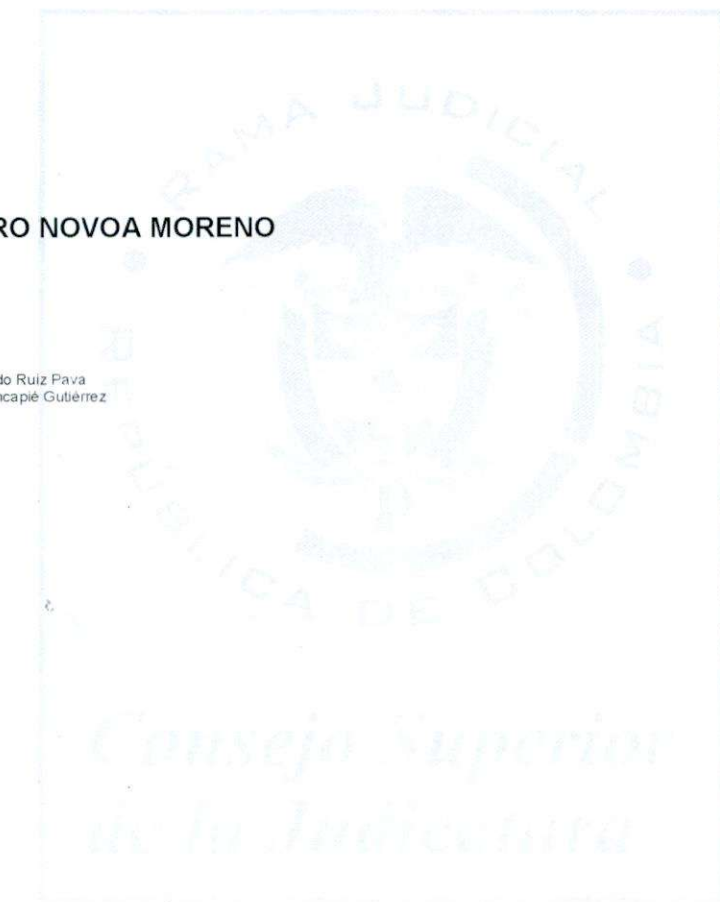 RAMA JUDICIAL
RO NOVOA MORENO
do Ruiz Pava
ncapié Gutiérrez
REPÚBLICA DE COLOMBIA
Consejo Superior
de la Judicatura